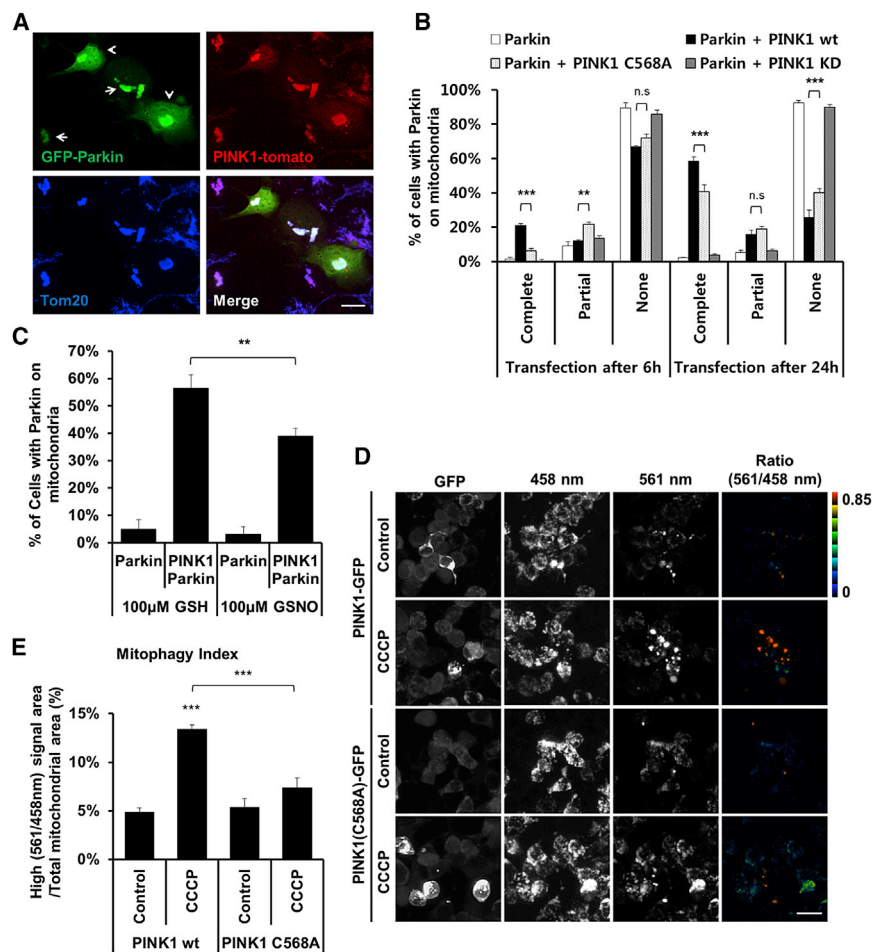 A
GFP-Parkin
PINK1-tomato
Tom20
Merge
B
Parkin
Parkin + PINK1 wt
Parkin + PINK1 C568A
Parkin + PINK1 KD
% of cells with Parkin
on mitochondria
100%
80%
60%
40%
20%
0%
***
**
n.s
***
n.s
***
Complete
Partial
None
Complete
Partial
None
Transfection after 6h
Transfection after 24h
C
% of Cells with Parkin on
mitochondria
70%
60%
50%
40%
30%
20%
10%
0%
**
Parkin
PINK1
Parkin
Parkin
PINK1
Parkin
100μM GSH
100μM GSNO
D
GFP
458 nm
561 nm
Ratio
(561/458 nm)
0.85
0
PINK1-GFP
Control
CCCP
PINK1(C568A)-GFP
Control
CCCP
E
Mitophagy Index
High (561/458nm) signal area
/Total mitochondrial area (%)
15%
10%
5%
0%
***
***
Control
CCCP
Control
CCCP
PINK1 wt
PINK1 C568A